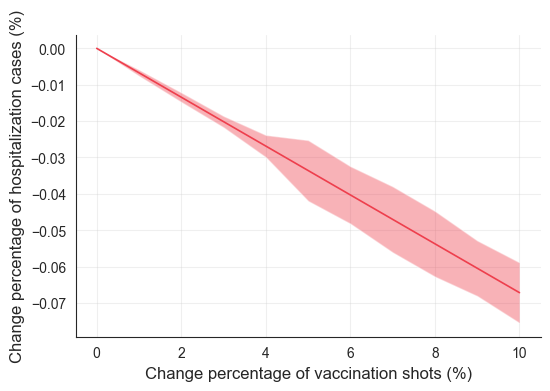 Change percentage of hospitalization cases (%)
0.00
−0.01
−0.02
−0.03
−0.04
−0.05
−0.06
−0.07
0 2 4 6 8 10
Change percentage of vaccination shots (%)